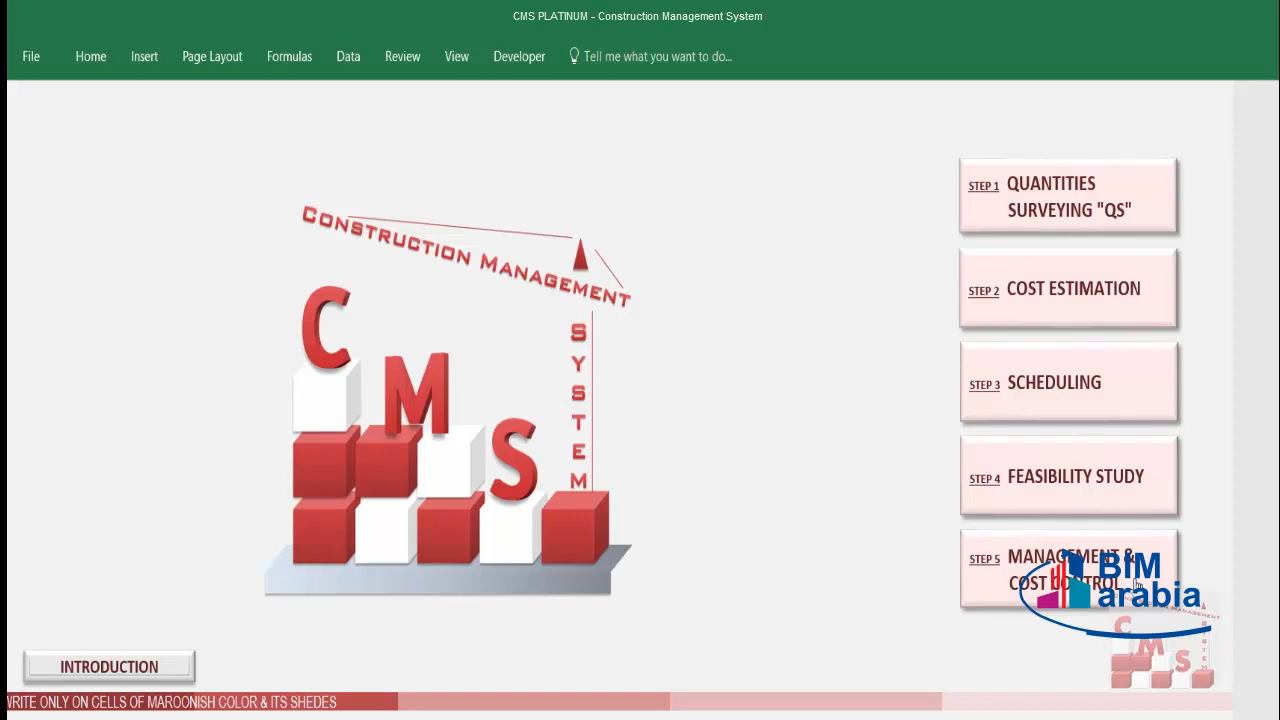 CMS PLATINUM - Construction Management System
File Home Insert Page Layout Formulas Data Review View Developer Tell me what you want to do...
CONSTRUCTION MANAGEMENT
SYSTEM
C
M
S
STEP 1 QUANTITIES
SURVEYING "QS"
STEP 2 COST ESTIMATION
STEP 3 SCHEDULING
STEP 4 FEASIBILITY STUDY
STEP 5 MANAGEMENT &
COST CONTROL
BIM
arabia
CMS
INTRODUCTION
WRITE ONLY ON CELLS OF MAROONISH COLOR & ITS SHEDES